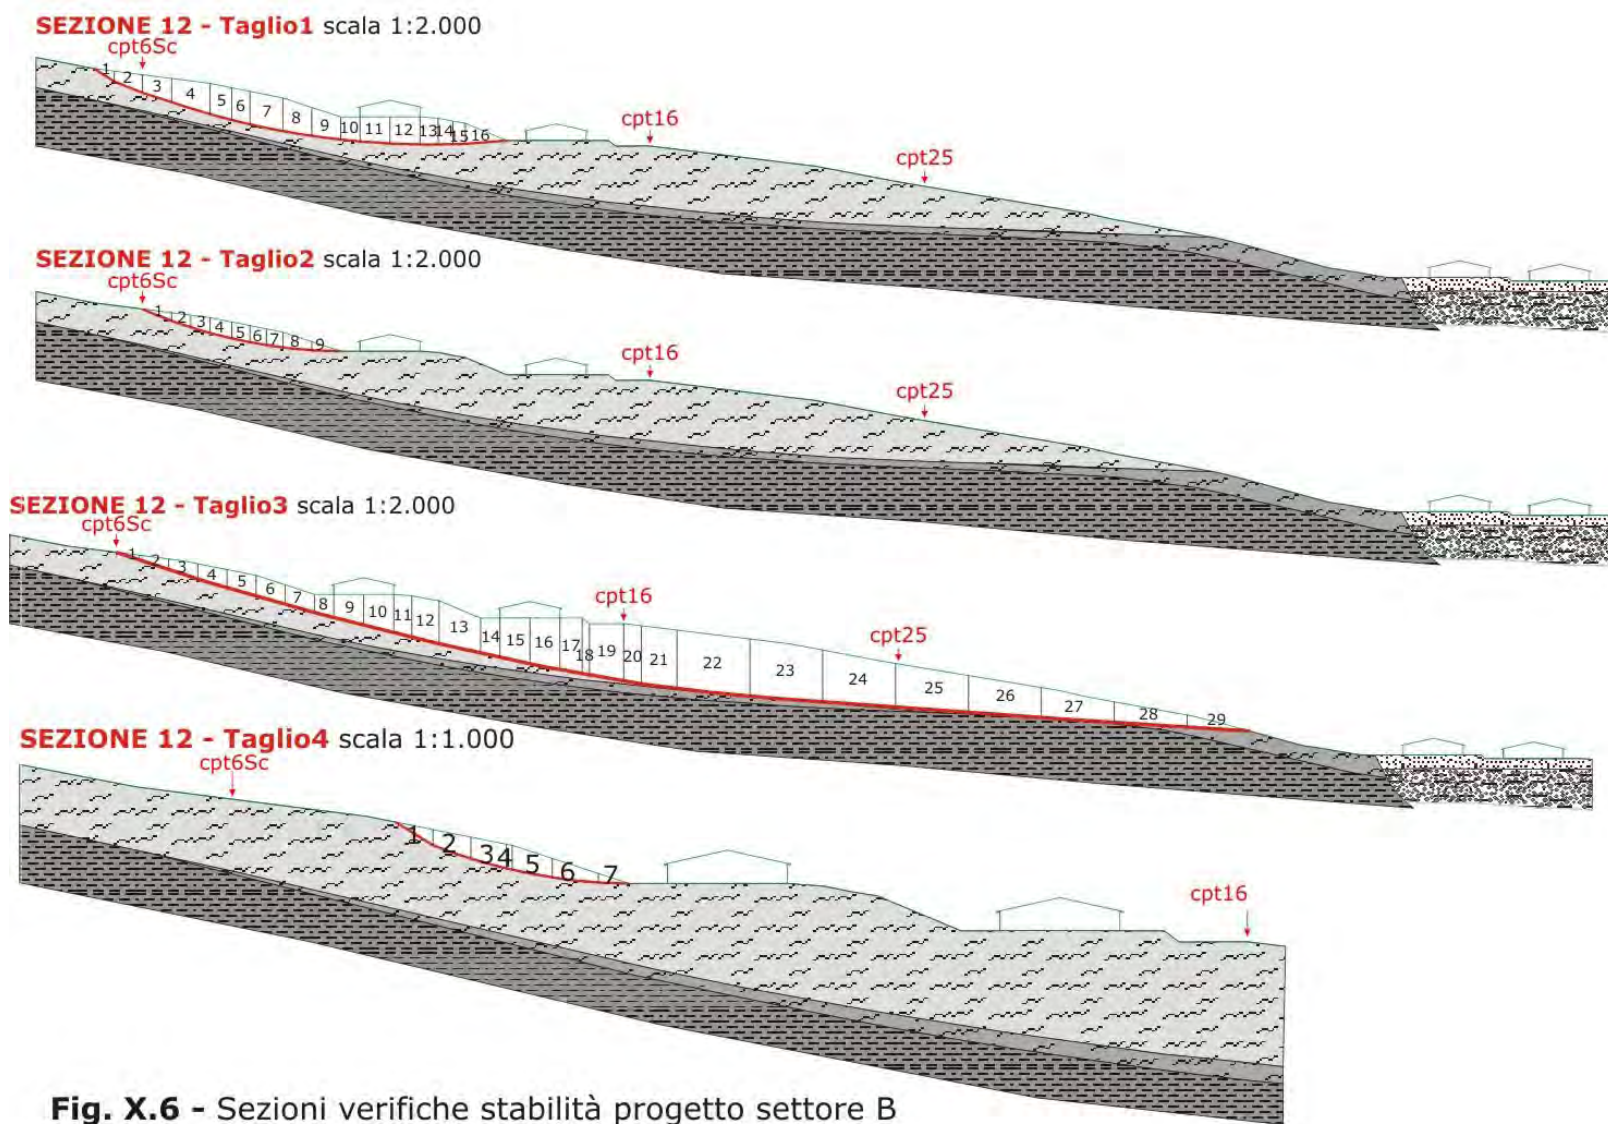 SEZIONE 12 - Taglio1 scala 1:2.000
cpt6Sc
1 2 3 4 5 6 7 8 9 10 11 12 13 14 15 16
cpt16
cpt25
SEZIONE 12 - Taglio2 scala 1:2.000
cpt6Sc
1 2 3 4 5 6 7 8 9
cpt16
cpt25
SEZIONE 12 - Taglio3 scala 1:2.000
cpt6Sc
1 2 3 4 5 6 7 8 9 10 11 12 13 14 15 16 17 18 19 20 21 22 23 24 25 26 27 28 29
cpt16
cpt25
SEZIONE 12 - Taglio4 scala 1:1.000
cpt6Sc
1 2 3 4 5 6 7
cpt16
Fig. X.6 - Sezioni verifiche stabilità progetto settore B